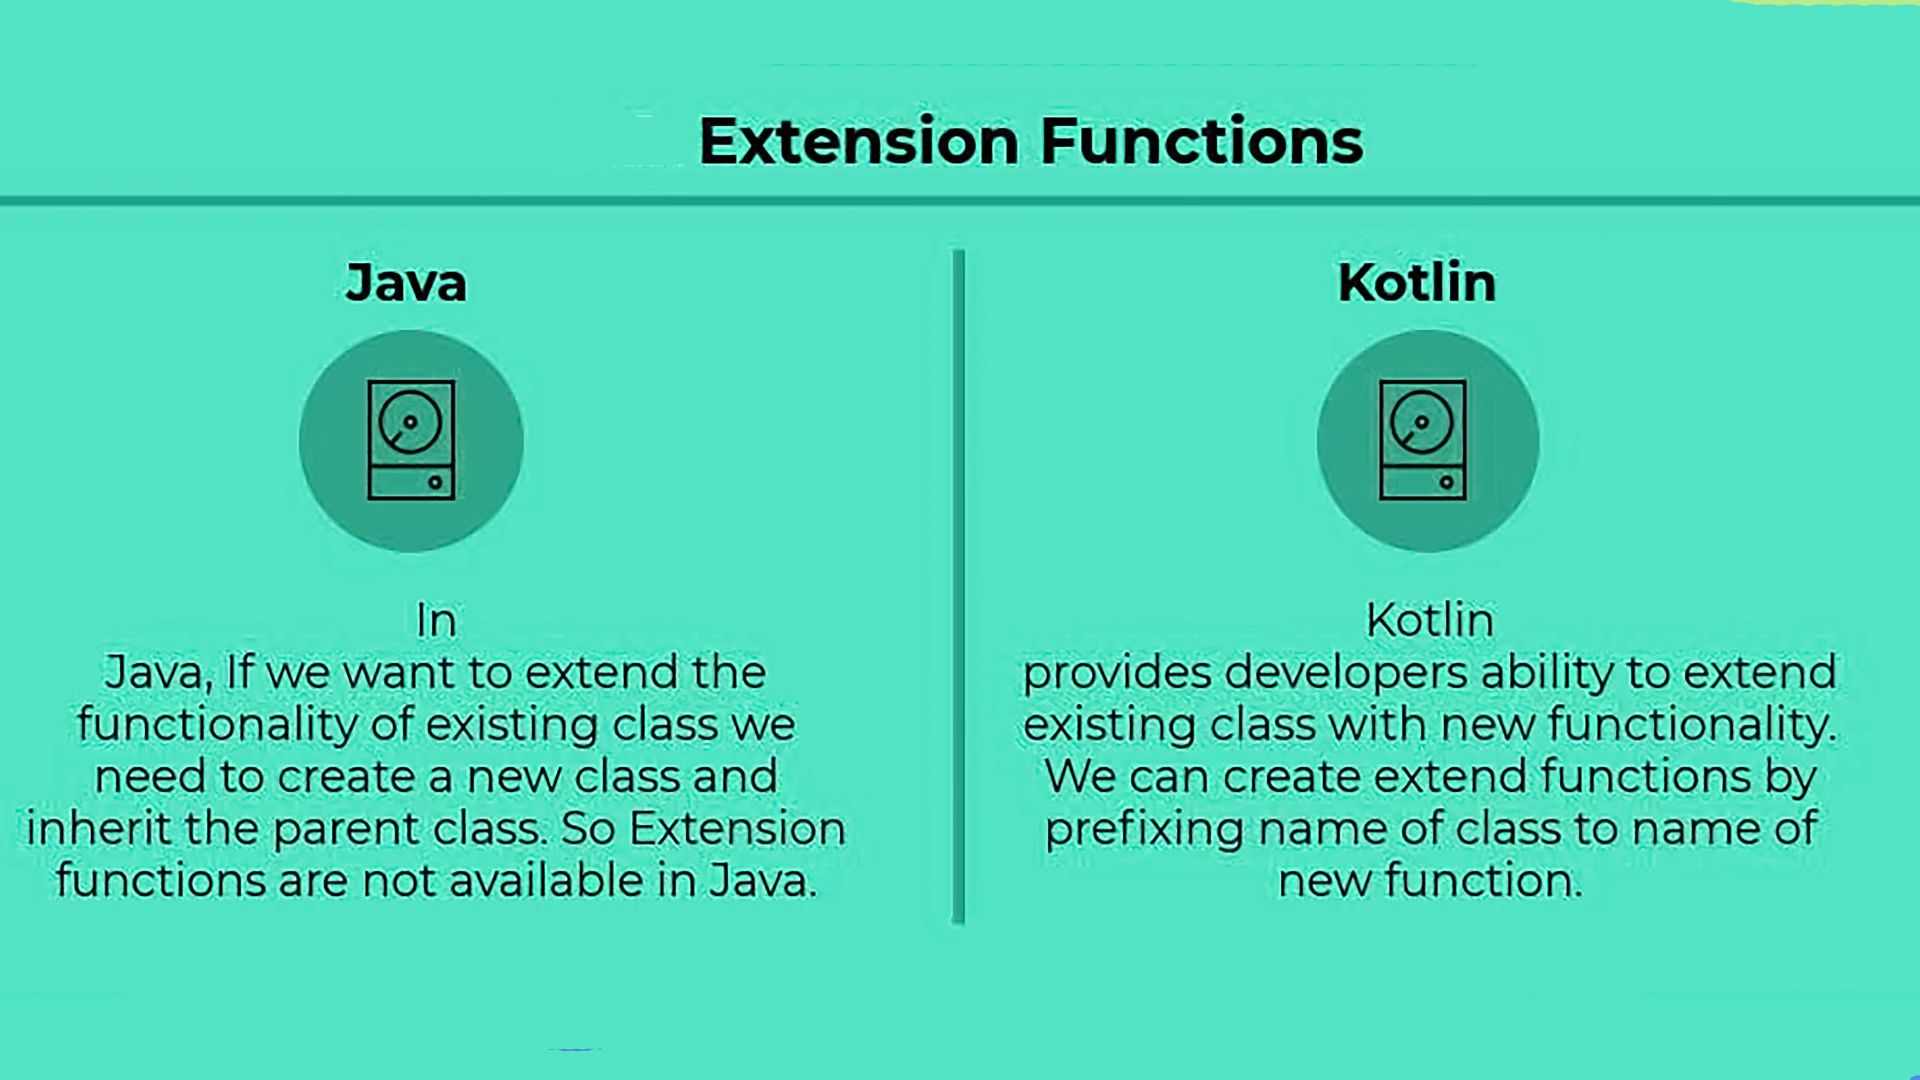 Extension Functions
Java
In
Java, If we want to extend the
functionality of existing class we
need to create a new class and
inherit the parent class. So Extension
functions are not available in Java.
Kotlin
Kotlin
provides developers ability to extend
existing class with new functionality.
We can create extend functions by
prefixing name of class to name of
new function.